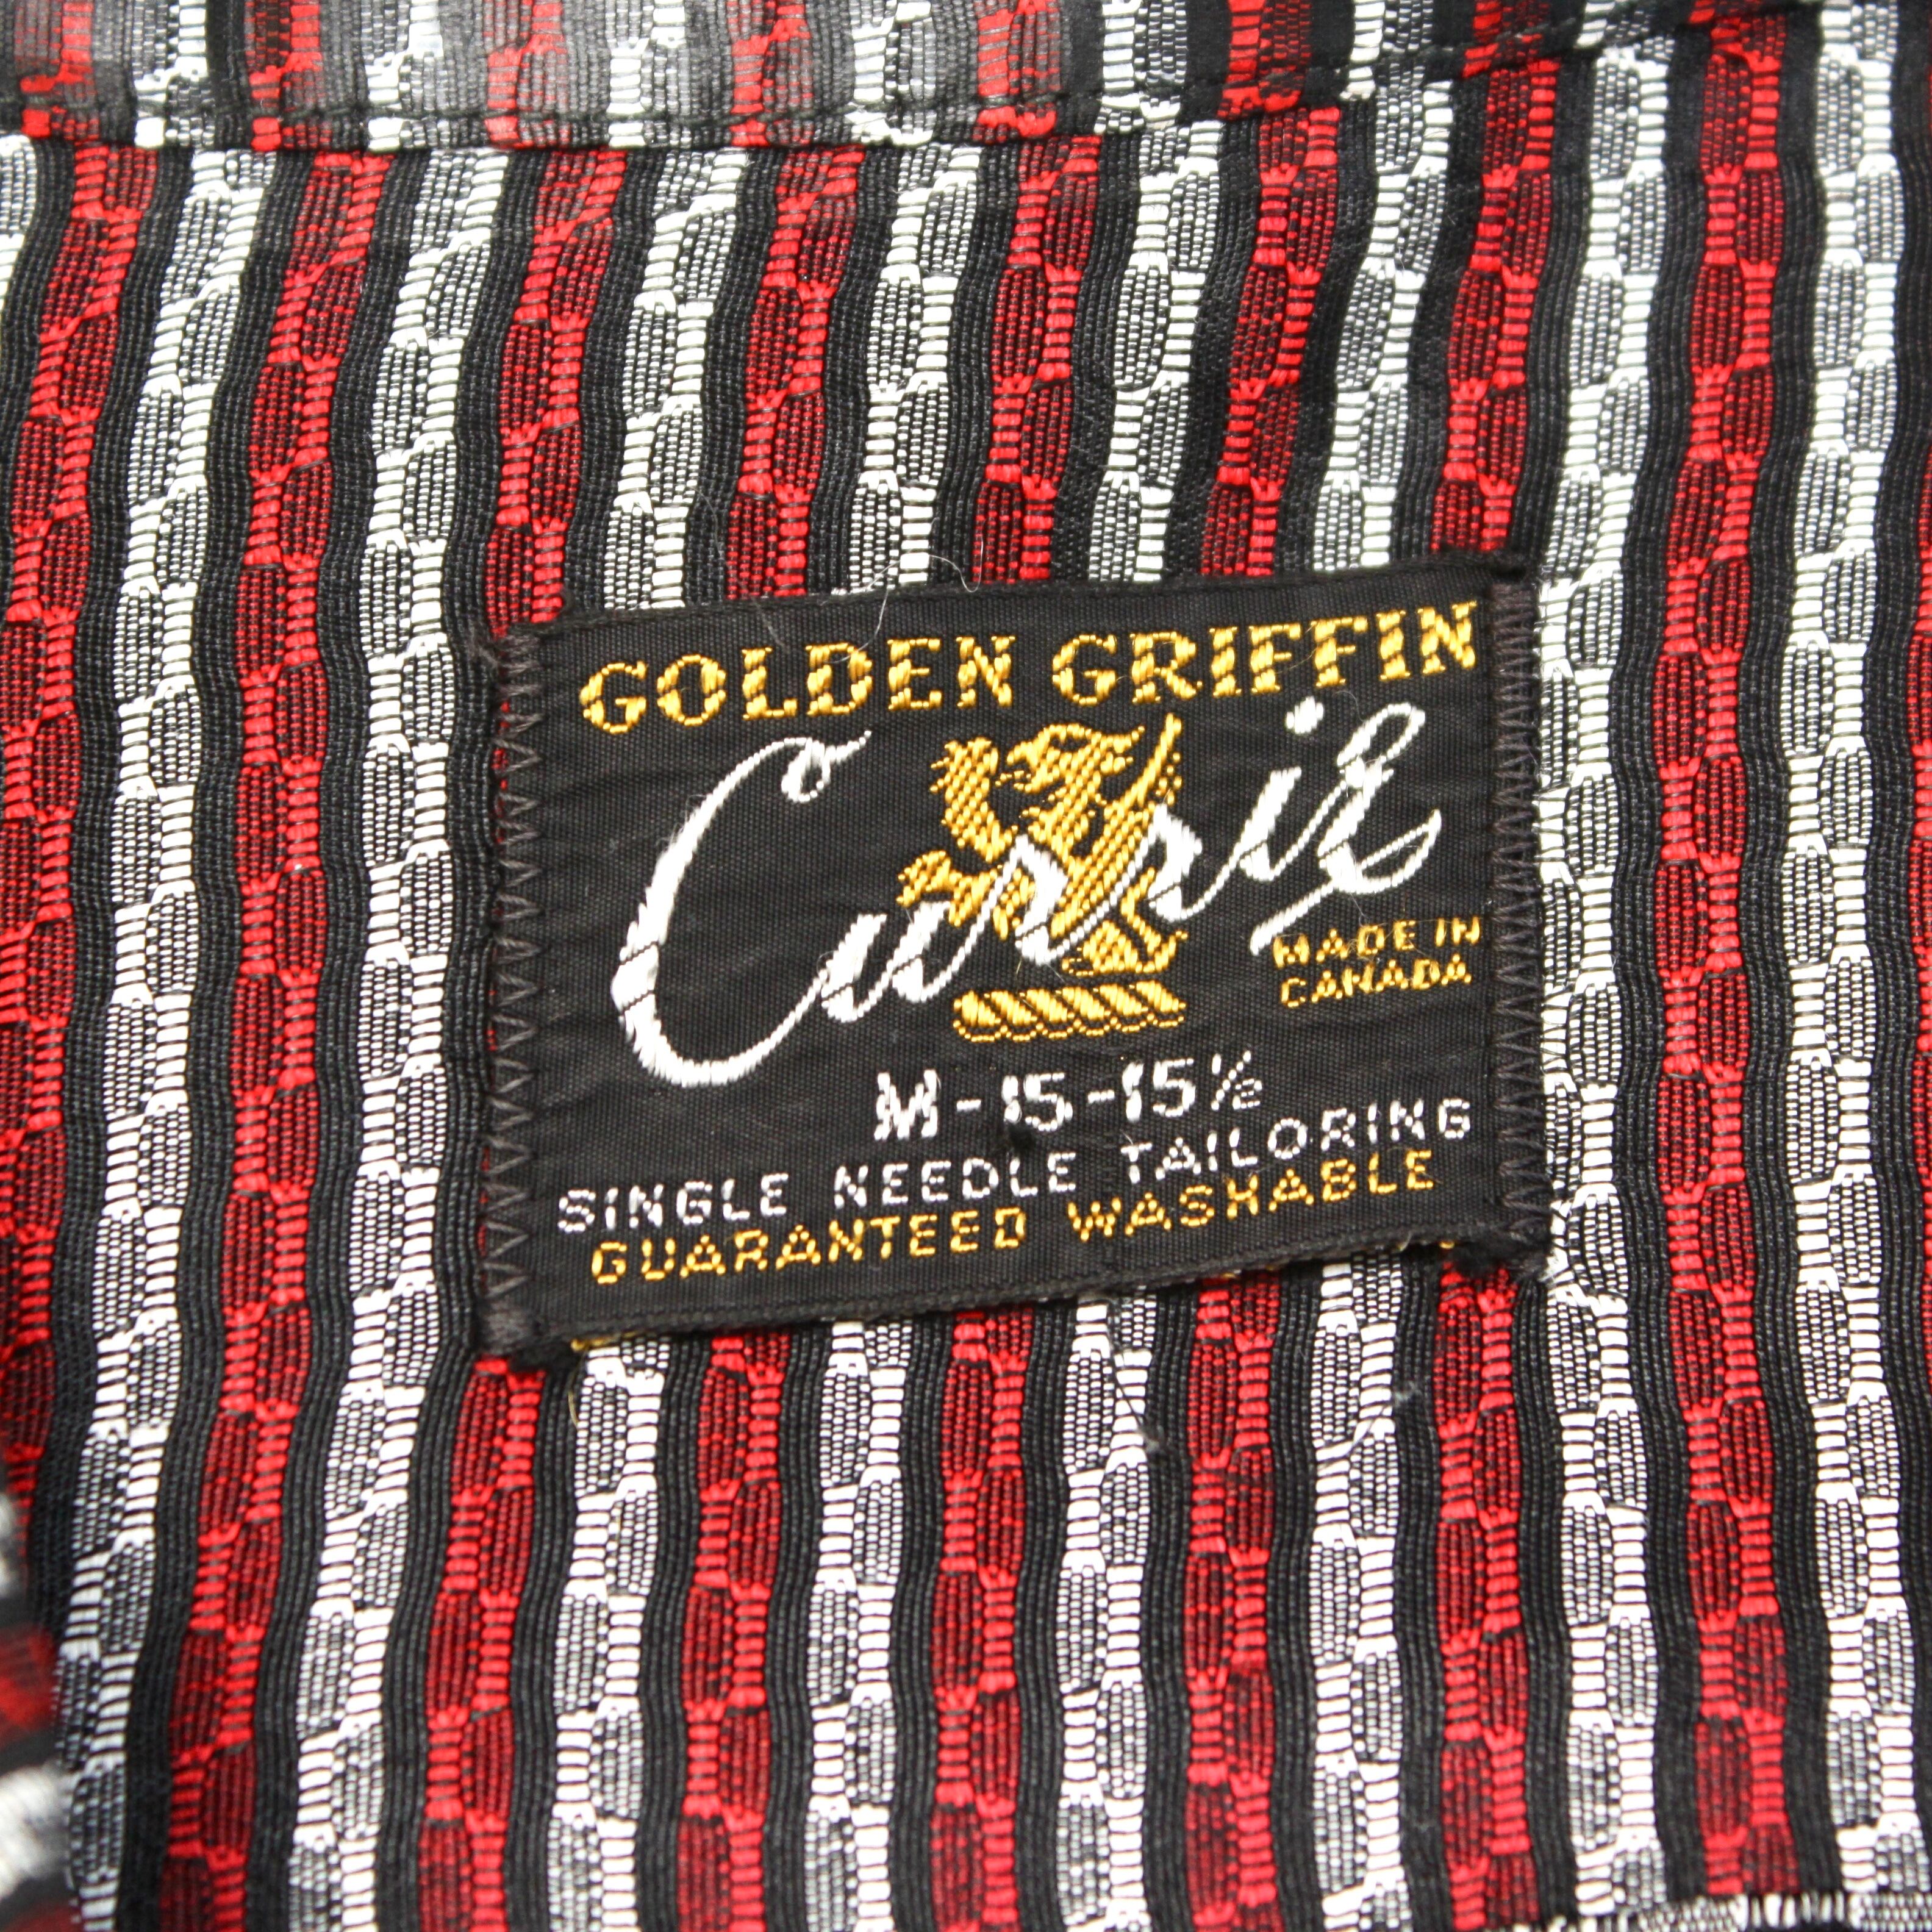 GOLDEN GRIFFIN
Currie
MADE IN
CANADA
M-15-15½
SINGLE NEEDLE TAILORING
GUARANTEED WASHABLE